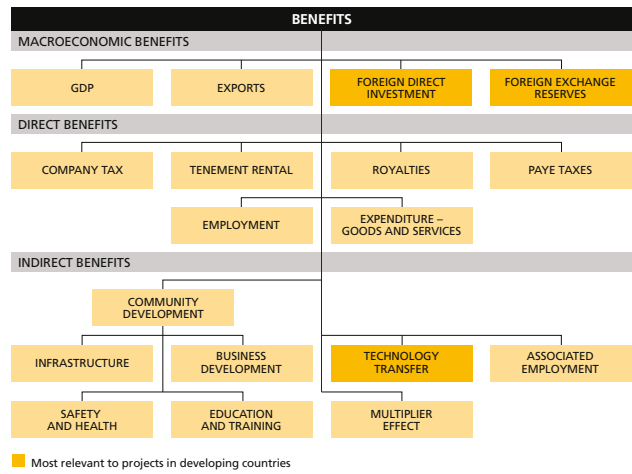 BENEFITS
MACROECONOMIC BENEFITS
GDP
EXPORTS
FOREIGN DIRECT
INVESTMENT
FOREIGN EXCHANGE
RESERVES
DIRECT BENEFITS
COMPANY TAX
TENEMENT RENTAL
ROYALTIES
PAYE TAXES
EMPLOYMENT
EXPENDITURE –
GOODS AND SERVICES
INDIRECT BENEFITS
COMMUNITY
DEVELOPMENT
INFRASTRUCTURE
BUSINESS
DEVELOPMENT
TECHNOLOGY
TRANSFER
ASSOCIATED
EMPLOYMENT
SAFETY
AND HEALTH
EDUCATION
AND TRAINING
MULTIPLIER
EFFECT
Most relevant to projects in developing countries